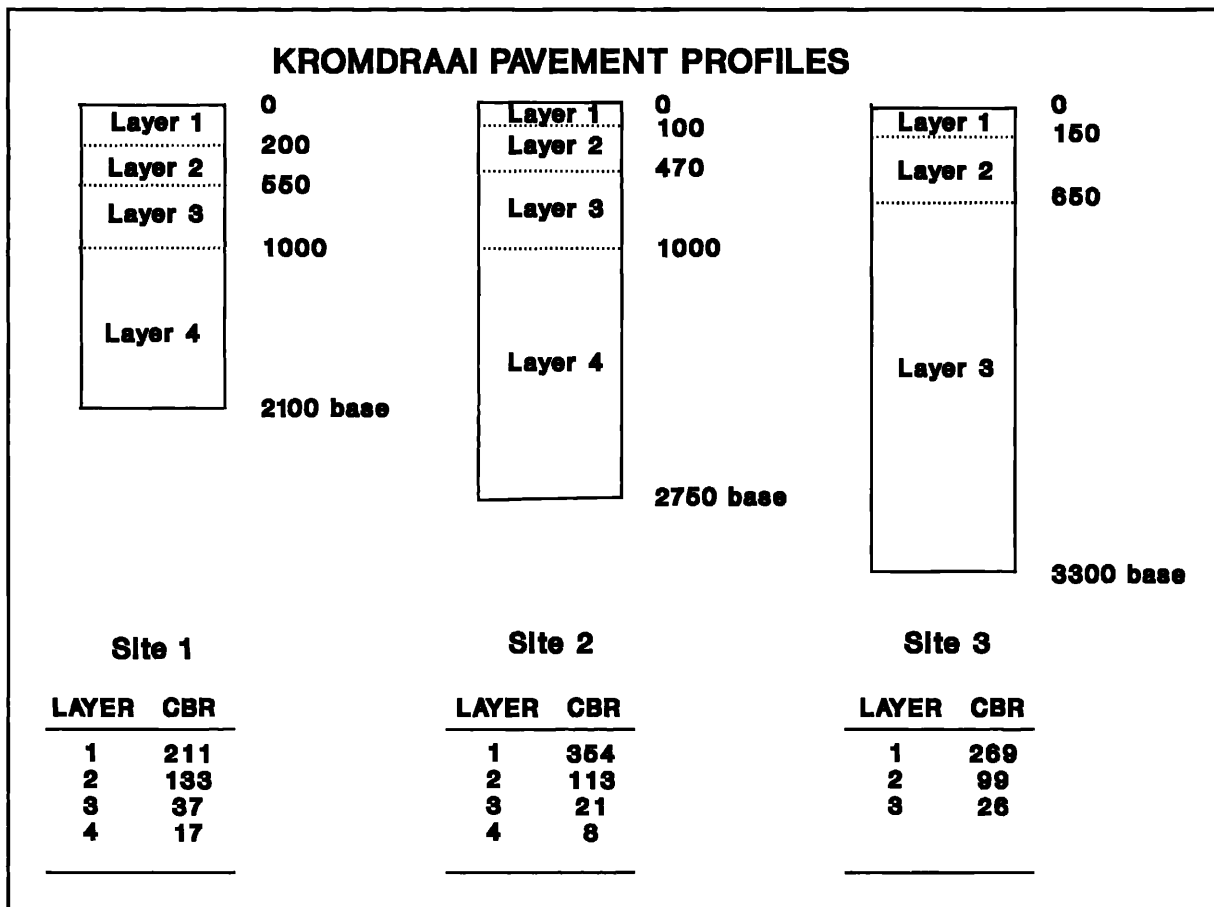 KROMDRAAI PAVEMENT PROFILES
Layer 1
Layer 2
Layer 3
Layer 4
0
200
550
1000
2100 base
Layer 1
Layer 2
Layer 3
Layer 4
0
100
470
1000
2750 base
Layer 1
Layer 2
Layer 3
0
150
650
3300 base
Site 1
LAYER CBR
1 211
2 133
3 37
4 17
Site 2
LAYER CBR
1 354
2 113
3 21
4 8
Site 3
LAYER CBR
1 269
2 99
3 26